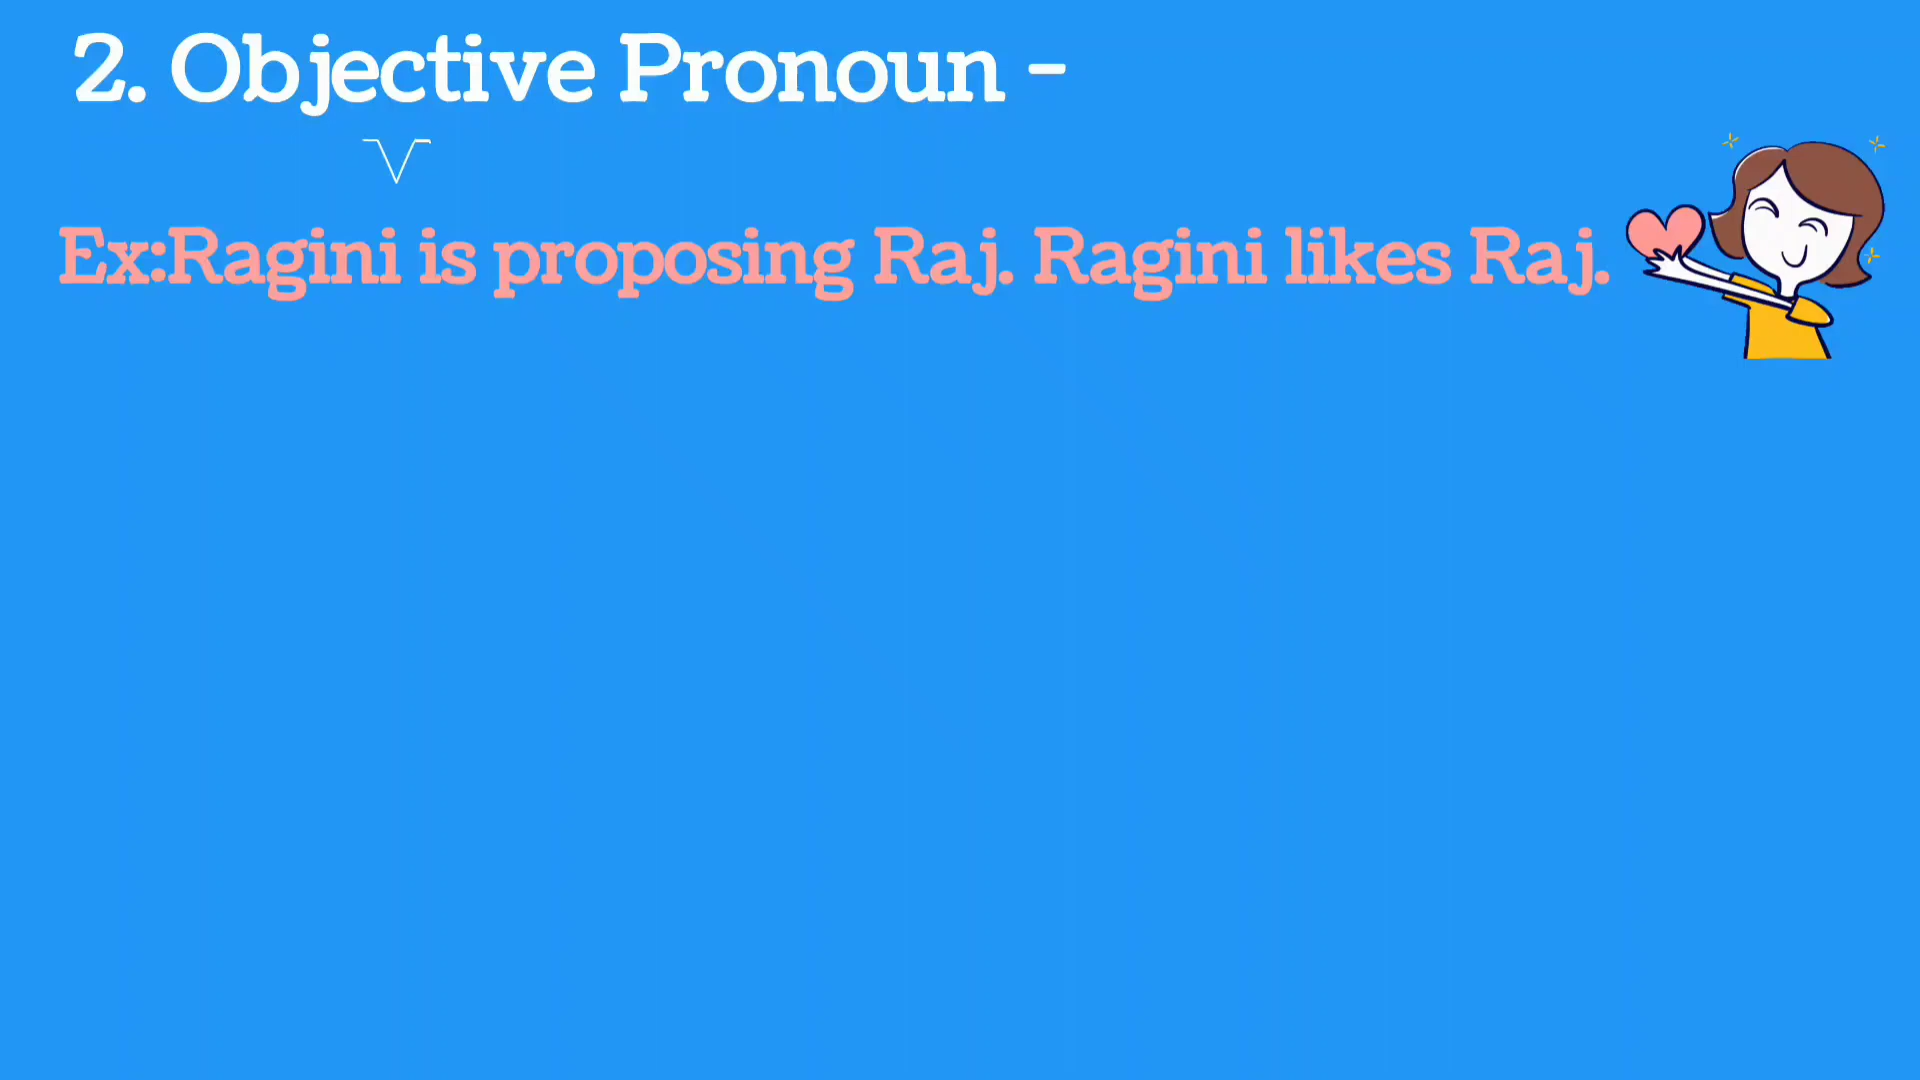 2. Objective Pronoun -
Ex:Ragini is proposing Raj. Ragini likes Raj.